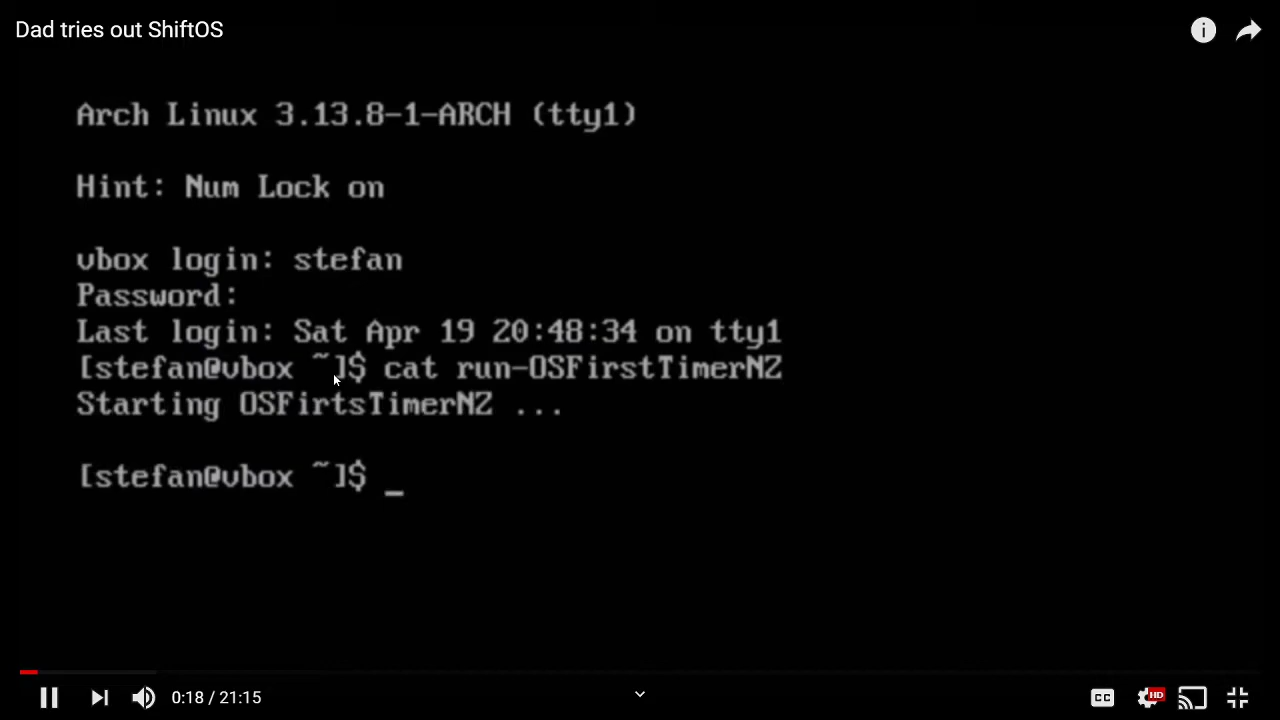 Dad tries out ShiftOS
Arch Linux 3.13.8-1-ARCH (tty1)
Hint: Num Lock on
vbox login: stefan
Password:
Last login: Sat Apr 19 20:48:34 on tty1
[stefan@vbox ~]$ cat run-OSFirstTimerNZ
Starting OSFirtsTimerNZ ...
[stefan@vbox ~]$ _
0:18 / 21:15
CC
HD